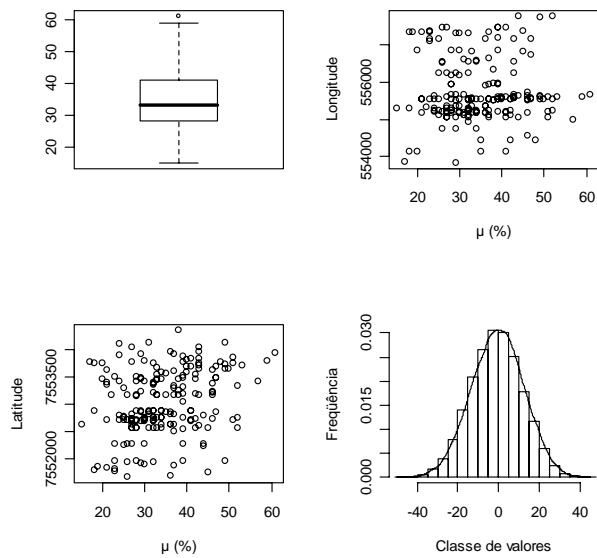 60
50
40
30
20
Longitude
556000
554000
20 30 40 50 60
µ (%)
Latitude
7553500
7552000
20 30 40 50 60
µ (%)
Freqüência
0.030
0.015
0.000
-40 -20 0 20 40
Classe de valores